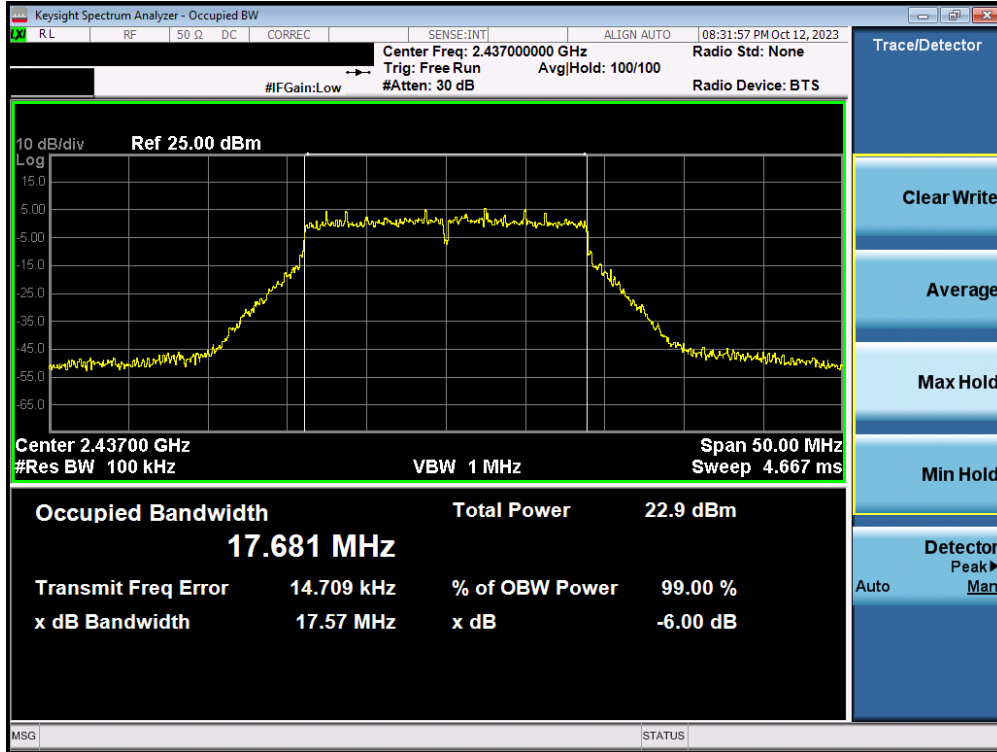 Keysight Spectrum Analyzer - Occupied BW
LXI RL RF 50 Ω DC CORREC SENSE:INT ALIGN AUTO 08:31:57 PM Oct 12, 2023
Center Freq: 2.437000000 GHz Radio Std: None
Trig: Free Run Avg|Hold: 100/100
#IFGain:Low #Atten: 30 dB Radio Device: BTS
10 dB/div Ref 25.00 dBm
Log
15.0
5.00
-5.00
-15.0
-25.0
-35.0
-45.0
-55.0
-65.0
Center 2.43700 GHz Span 50.00 MHz
#Res BW 100 kHz VBW 1 MHz Sweep 4.667 ms
Occupied Bandwidth Total Power 22.9 dBm
17.681 MHz
Transmit Freq Error 14.709 kHz % of OBW Power 99.00 %
x dB Bandwidth 17.57 MHz x dB -6.00 dB
MSG STATUS
Trace/Detector
Clear Write
Average
Max Hold
Min Hold
Detector
Peak▶
Auto Man